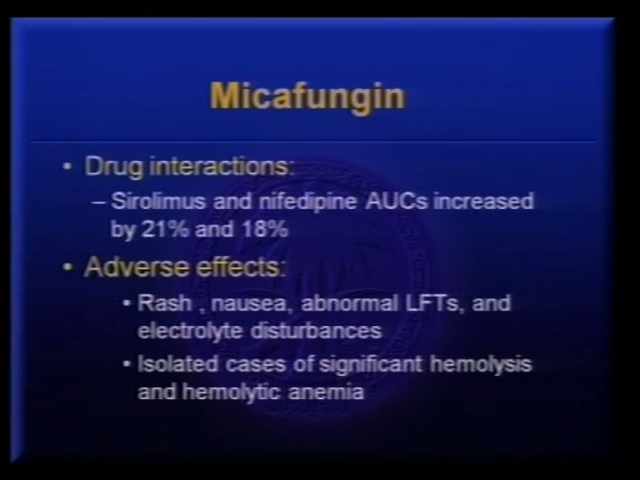 Micafungin
• Drug interactions:
– Sirolimus and nifedipine AUCs increased
by 21% and 18%
• Adverse effects:
• Rash , nausea, abnormal LFTs, and
electrolyte disturbances
• Isolated cases of significant hemolysis
and hemolytic anemia